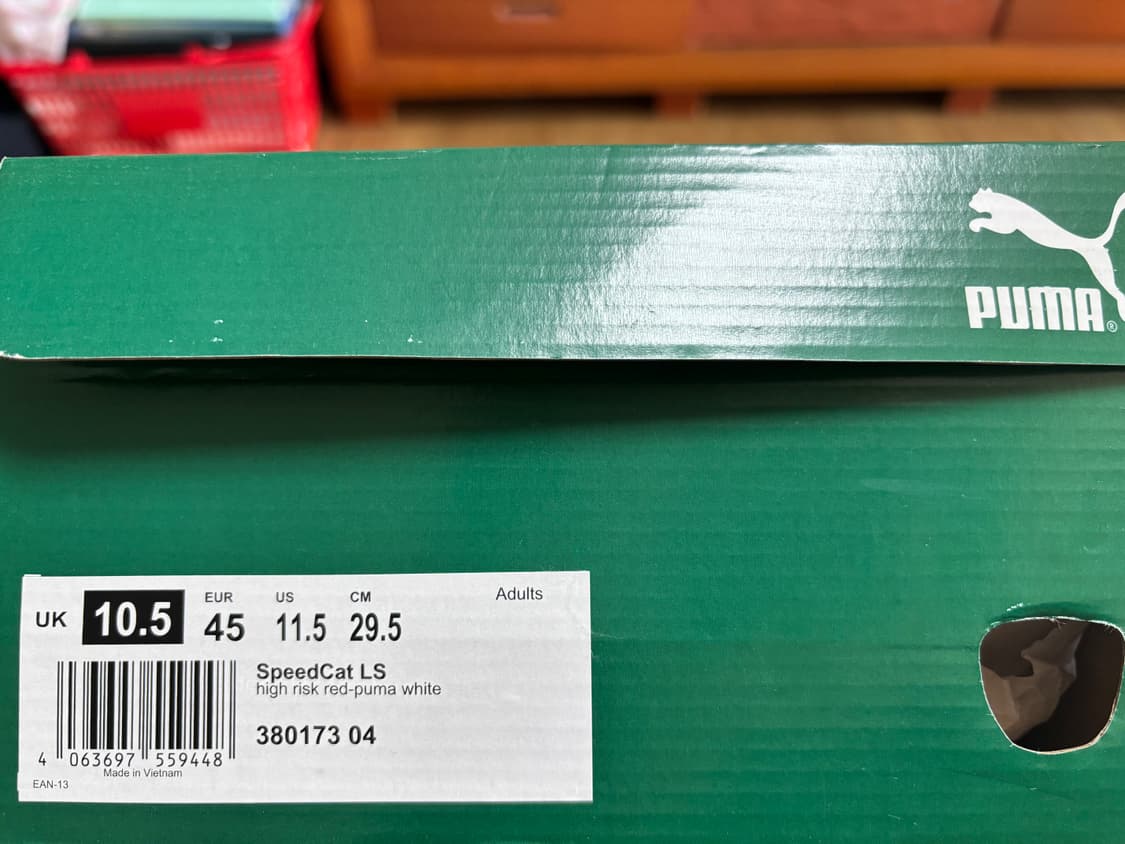 PUMA®
Adults
UK 10.5 EUR 45 US 11.5 CM 29.5
SpeedCat LS
high risk red-puma white
380173 04
4 063697 559448
Made in Vietnam
EAN-13